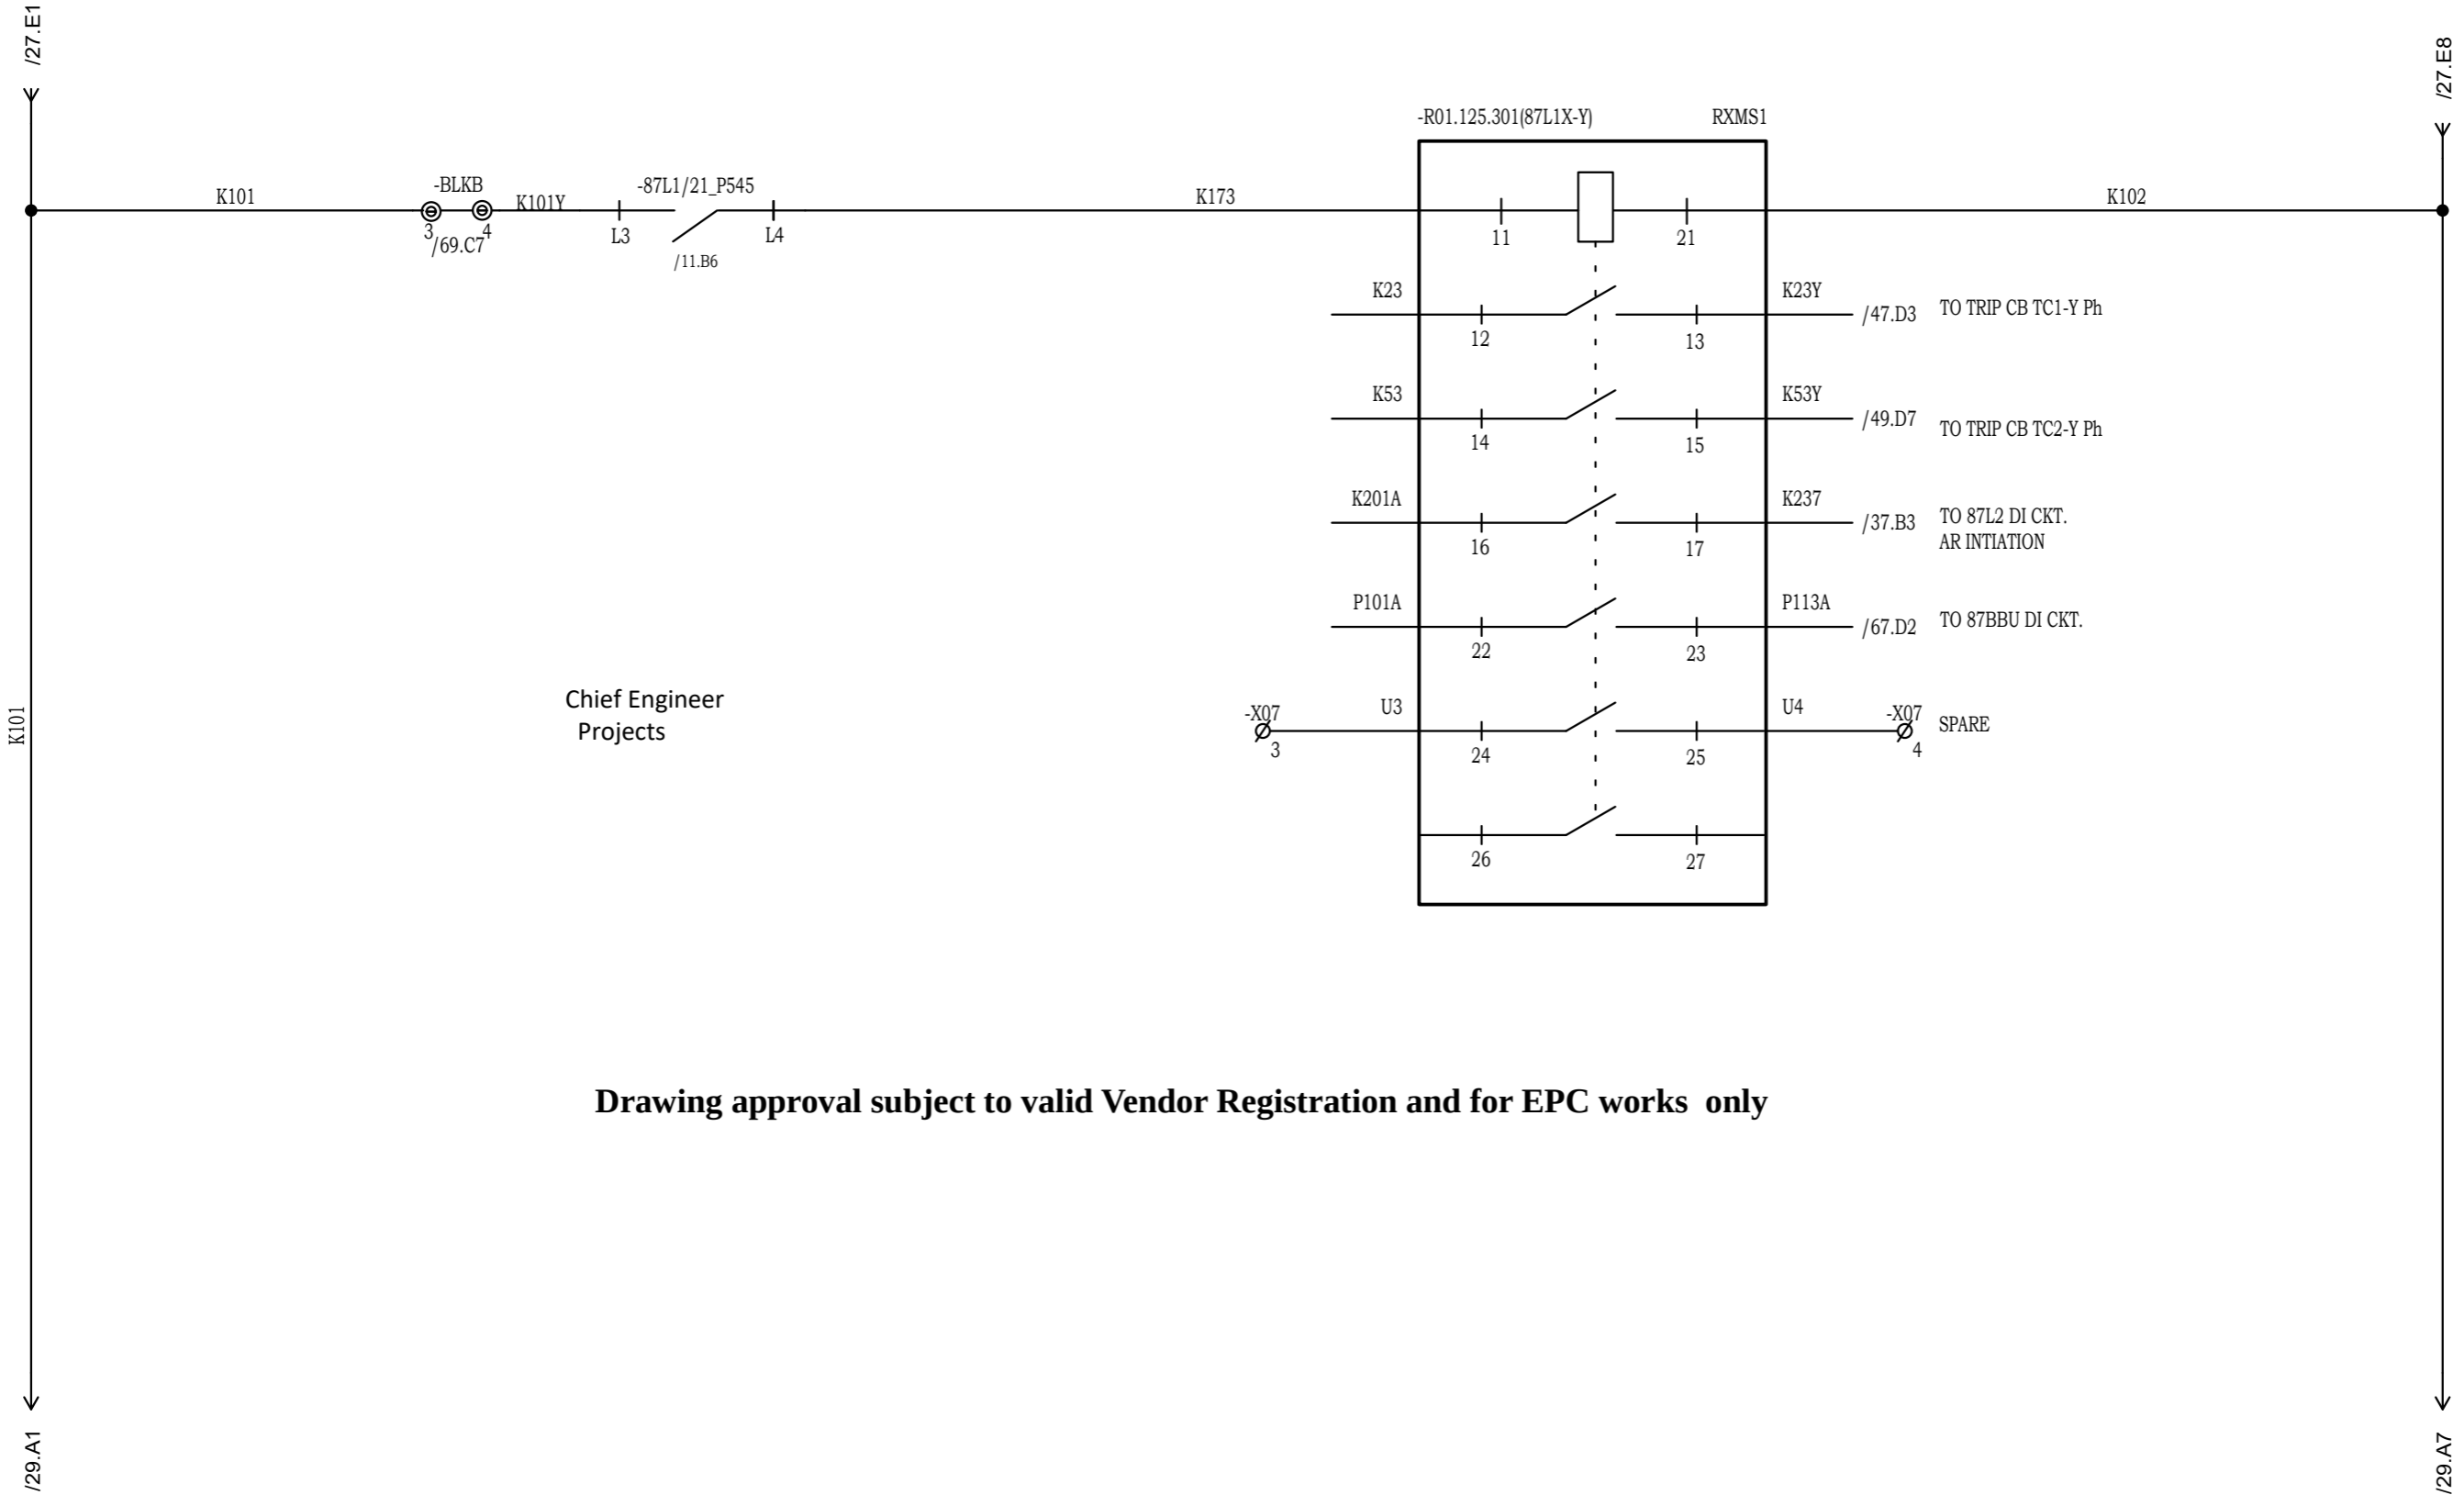 /27.E1
/27.E8
-R01.125.301(87L1X-Y)
RXMS1
K101
-BLKB
3
4
/69.C7
K101Y
-87L1/21_P545
L3
L4
/11.B6
K173
11
21
K102
K23
12
13
K23Y
/47.D3
TO TRIP CB TC1-Y Ph
K53
14
15
K53Y
/49.D7
TO TRIP CB TC2-Y Ph
K201A
16
17
K237
/37.B3
TO 87L2 DI CKT.
AR INTIATION
P101A
22
23
P113A
/67.D2
TO 87BBU DI CKT.
K101
Chief Engineer
Projects
-X07
3
U3
24
25
U4
-X07
4
SPARE
26
27
Drawing approval subject to valid Vendor Registration and for EPC works  only
/29.A1
/29.A7